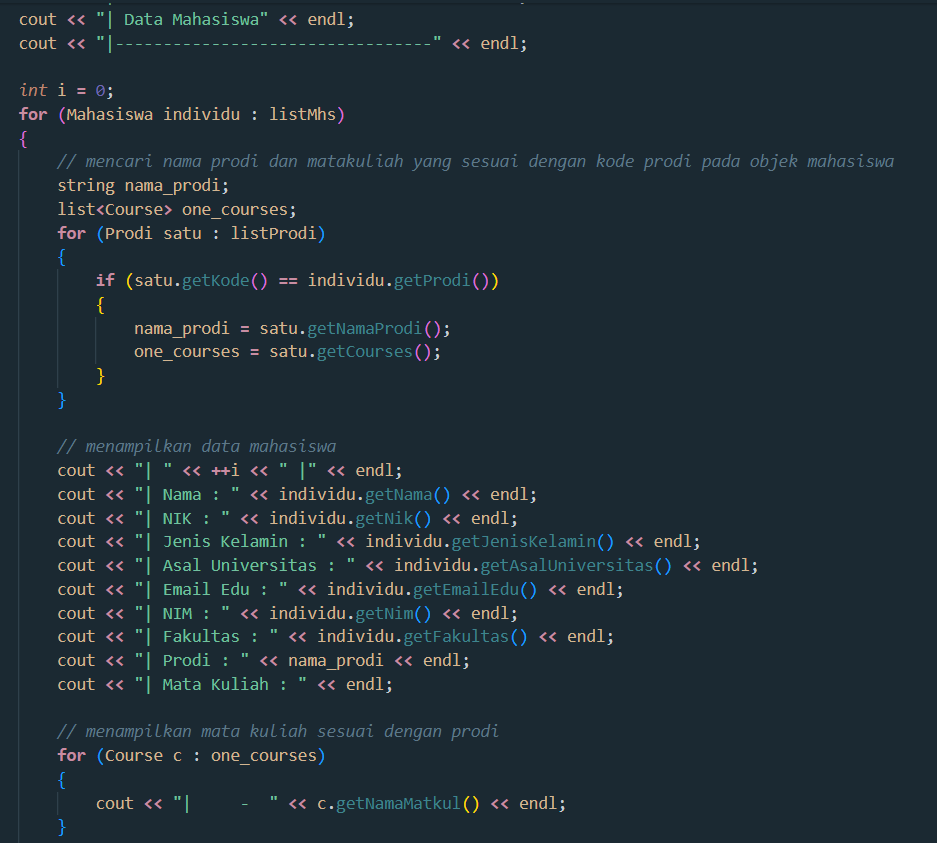 cout << "| Data Mahasiswa" << endl;
cout << "|---------------------------------" << endl;
int i = 0;
for (Mahasiswa individu : listMhs)
{
// mencari nama prodi dan matakuliah yang sesuai dengan kode prodi pada objek mahasiswa
string nama_prodi;
list<Course> one_courses;
for (Prodi satu : listProdi)
{
if (satu.getKode() == individu.getProdi())
{
nama_prodi = satu.getNamaProdi();
one_courses = satu.getCourses();
}
}
// menampilkan data mahasiswa
cout << "| " << ++i << " |" << endl;
cout << "| Nama : " << individu.getNama() << endl;
cout << "| NIK : " << individu.getNik() << endl;
cout << "| Jenis Kelamin : " << individu.getJenisKelamin() << endl;
cout << "| Asal Universitas : " << individu.getAsalUniversitas() << endl;
cout << "| Email Edu : " << individu.getEmailEdu() << endl;
cout << "| NIM : " << individu.getNim() << endl;
cout << "| Fakultas : " << individu.getFakultas() << endl;
cout << "| Prodi : " << nama_prodi << endl;
cout << "| Mata Kuliah : " << endl;
// menampilkan mata kuliah sesuai dengan prodi
for (Course c : one_courses)
{
cout << "|     -  " << c.getNamaMatkul() << endl;
}